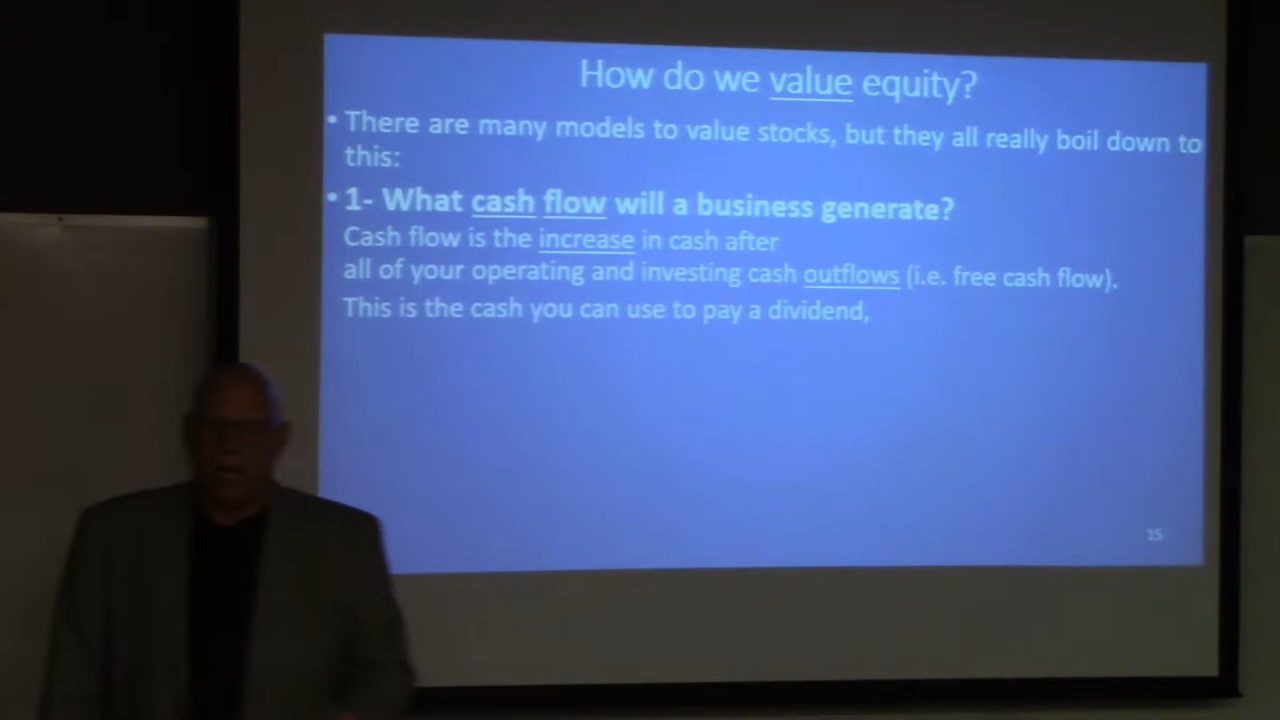 How do we value equity?
• There are many models to value stocks, but they all really boil down to
this:
• 1- What cash flow will a business generate?
Cash flow is the increase in cash after
all of your operating and investing cash outflows (i.e. free cash flow).
This is the cash you can use to pay a dividend,
15